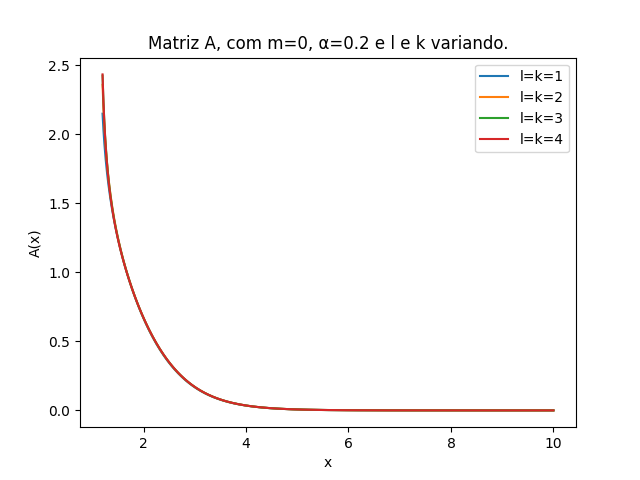 Matriz A, com m=0, α=0.2 e l e k variando.
2.5
2.0
1.5
1.0
0.5
0.0
A(x)
l=k=1
l=k=2
l=k=3
l=k=4
2
4
6
8
10
x